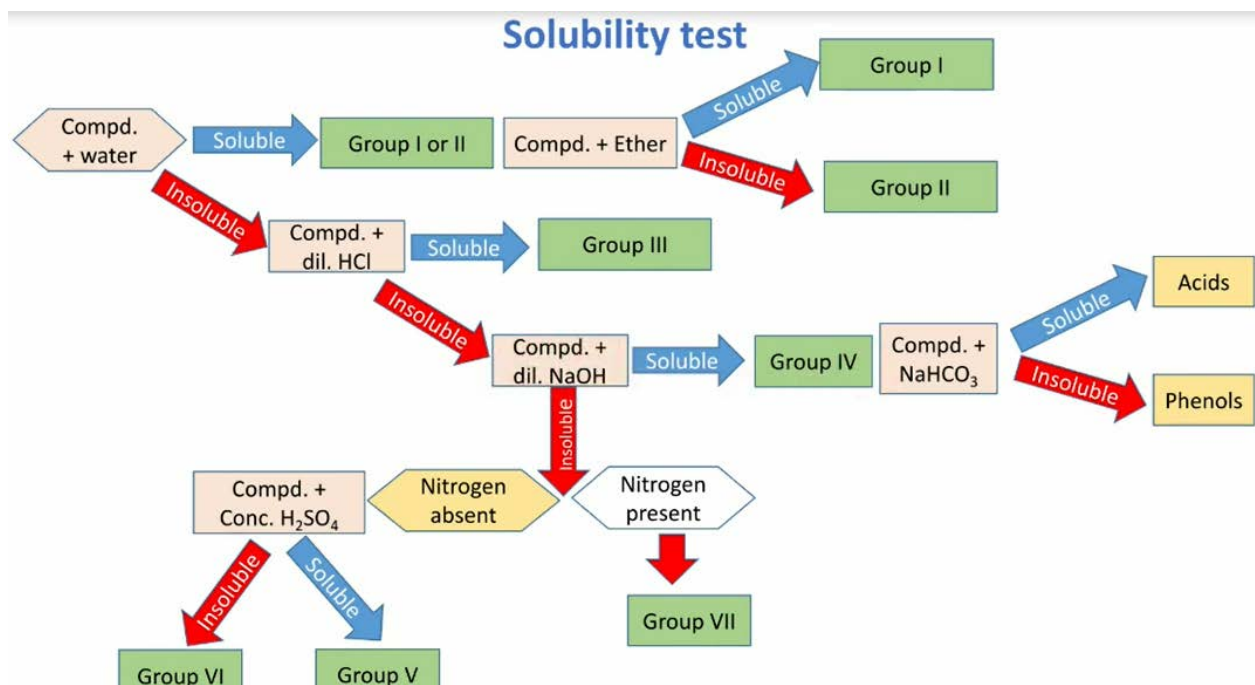 Solubility test
Compd.
+ water
Soluble
Group I or II
Compd. + Ether
Soluble
Group I
Insoluble
Group II
Insoluble
Compd. +
dil. HCl
Soluble
Group III
Insoluble
Compd. +
dil. NaOH
Soluble
Group IV
Compd. +
NaHCO₃
Soluble
Acids
Insoluble
Phenols
Insoluble
Nitrogen
absent
Nitrogen
present
Compd. +
Conc. H₂SO₄
Insoluble
Soluble
Group VII
Group VI
Group V